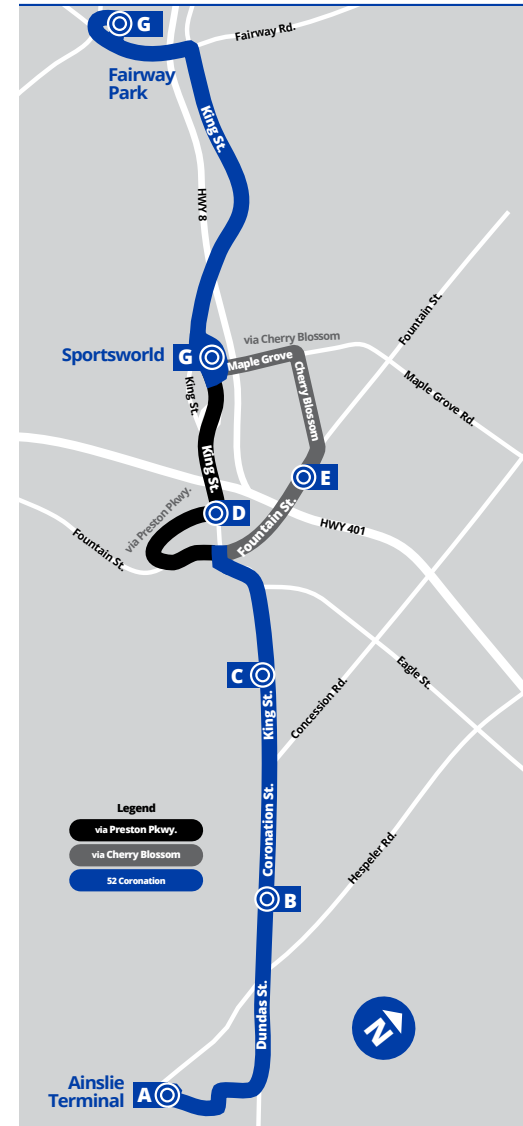 G
Fairway Rd.
Fairway
Park
King St.
HWY 8
Fountain St.
via Cherry Blossom
Sportsworld
G
Maple Grove
King St.
Cherry Blossom
Maple Grove Rd.
King St.
E
via Preston Pkwy.
D
Fountain St.
HWY 401
Fountain St.
C
Eagle St.
King St.
Concession Rd.
Legend
via Preston Pkwy.
via Cherry Blossom
52 Coronation
Coronation St.
Hespeler Rd.
B
Dundas St.
N
Ainslie
Terminal
A